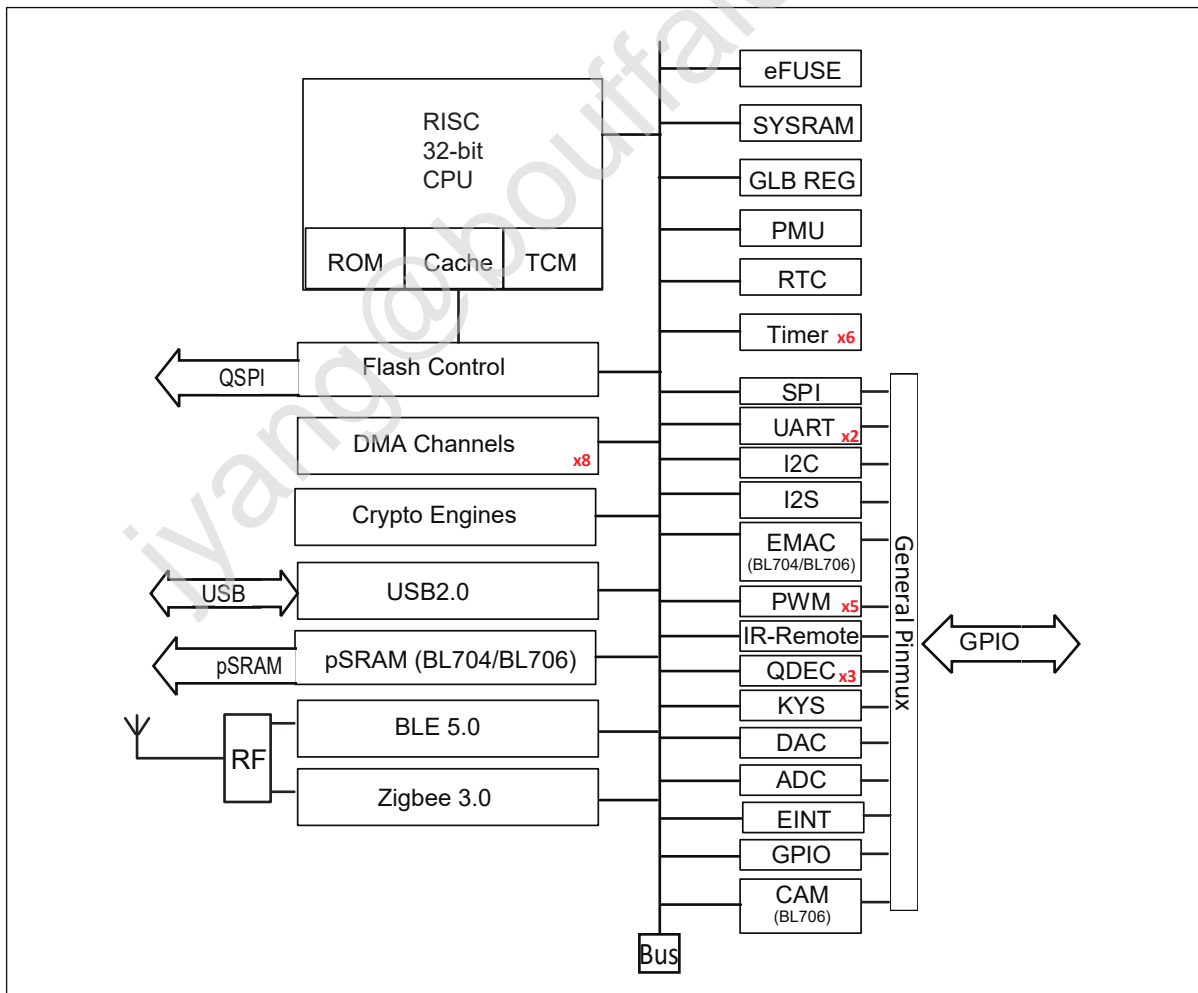 RISC
32-bit
CPU
ROM
Cache
TCM
QSPI
Flash Control
DMA Channels
x8
Crypto Engines
USB
USB2.0
pSRAM
pSRAM (BL704/BL706)
RF
BLE 5.0
Zigbee 3.0
eFUSE
SYSRAM
GLB REG
PMU
RTC
Timer x6
SPI
UART x2
I2C
I2S
EMAC
(BL704/BL706)
PWM x5
IR-Remote
QDEC x3
KYS
DAC
ADC
EINT
GPIO
CAM
(BL706)
General Pinmux
GPIO
Bus